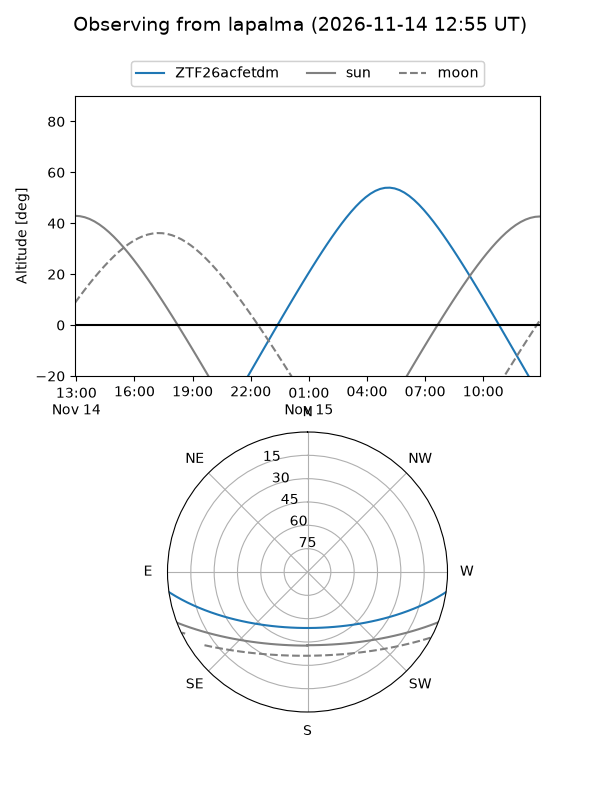 Observing from lapalma (2026-11-14 12:55 UT)
ZTF26acfetdm
sun
moon
Altitude [deg]
80
60
40
20
0
−20
13:00 16:00 19:00 22:00 01:00 04:00 07:00 10:00
Nov 14 Nov 15
N
NE NW
15
30
45
60
75
E W
SE SW
S